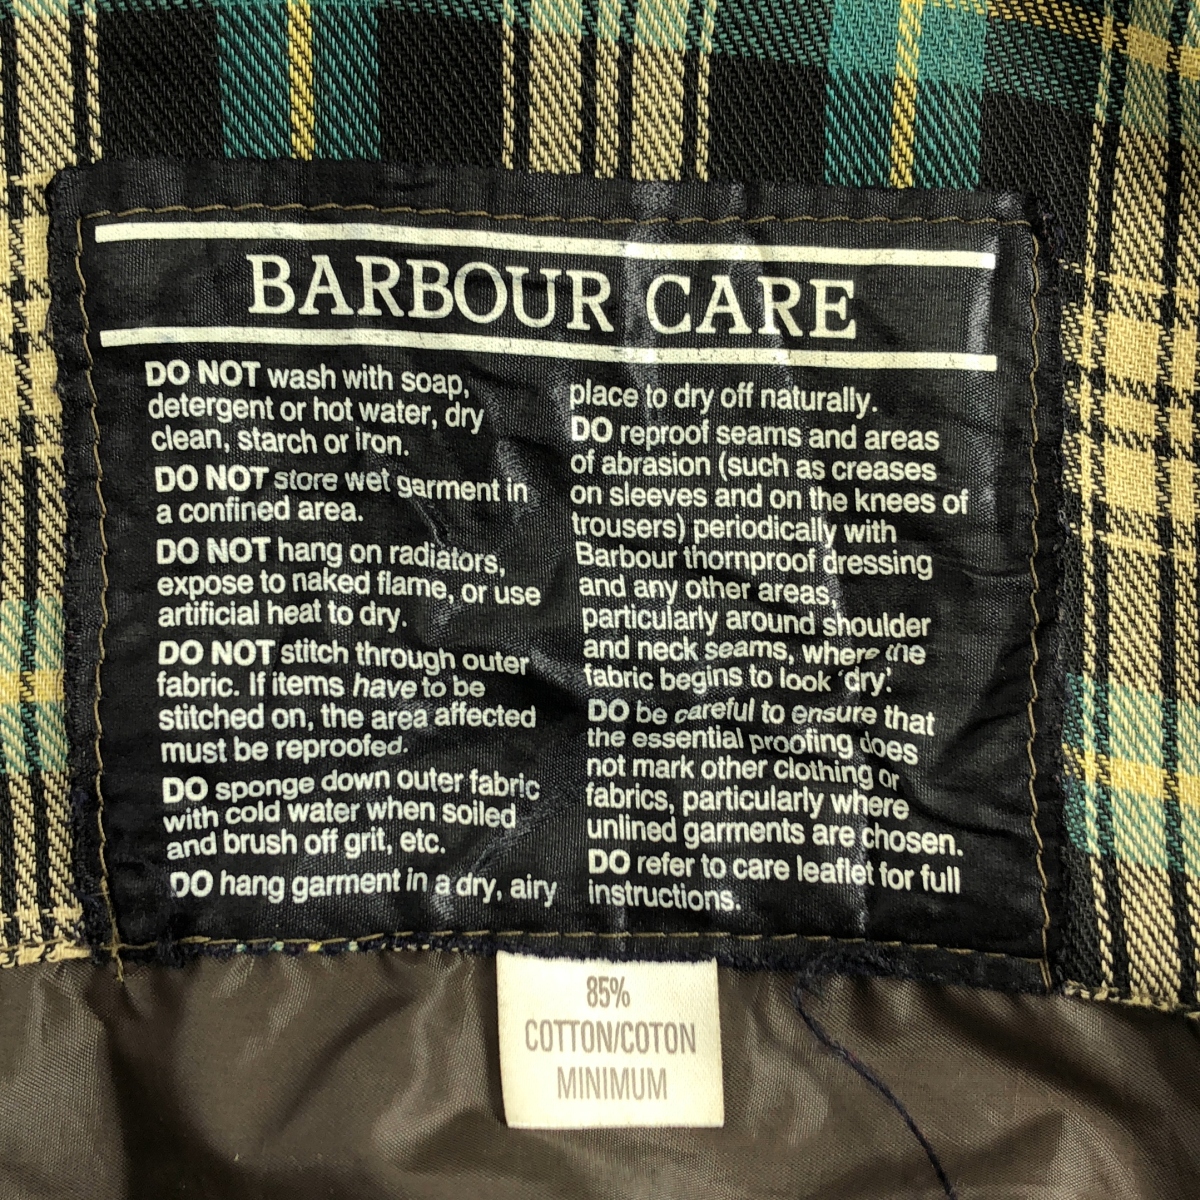 BARBOUR CARE
DO NOT wash with soap,
detergent or hot water, dry
clean, starch or iron.
DO NOT store wet garment in
a confined area.
DO NOT hang on radiators,
expose to naked flame, or use
artificial heat to dry.
DO NOT stitch through outer
fabric. If items have to be
stitched on, the area affected
must be reproofed.
DO sponge down outer fabric
with cold water when soiled
and brush off grit, etc.
DO hang garment in a dry, airy
place to dry off naturally.
DO reproof seams and areas
of abrasion (such as creases
on sleeves and on the knees of
trousers) periodically with
Barbour thornproof dressing
and any other areas,
particularly around shoulder
and neck seams, where the
fabric begins to look 'dry'.
DO be careful to ensure that
the essential proofing does
not mark other clothing or
fabrics, particularly where
unlined garments are chosen.
DO refer to care leaflet for full
instructions.
85%
COTTON/COTON
MINIMUM